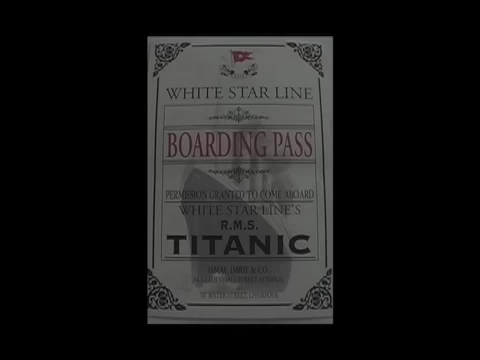 WHITE STAR LINE
BOARDING PASS
PERMISSION GRANTED TO COME ABOARD
WHITE STAR LINE'S
R.M.S.
TITANIC
ISMAY, IMRIE & CO.,
WATER STREET, LIVERPOOL